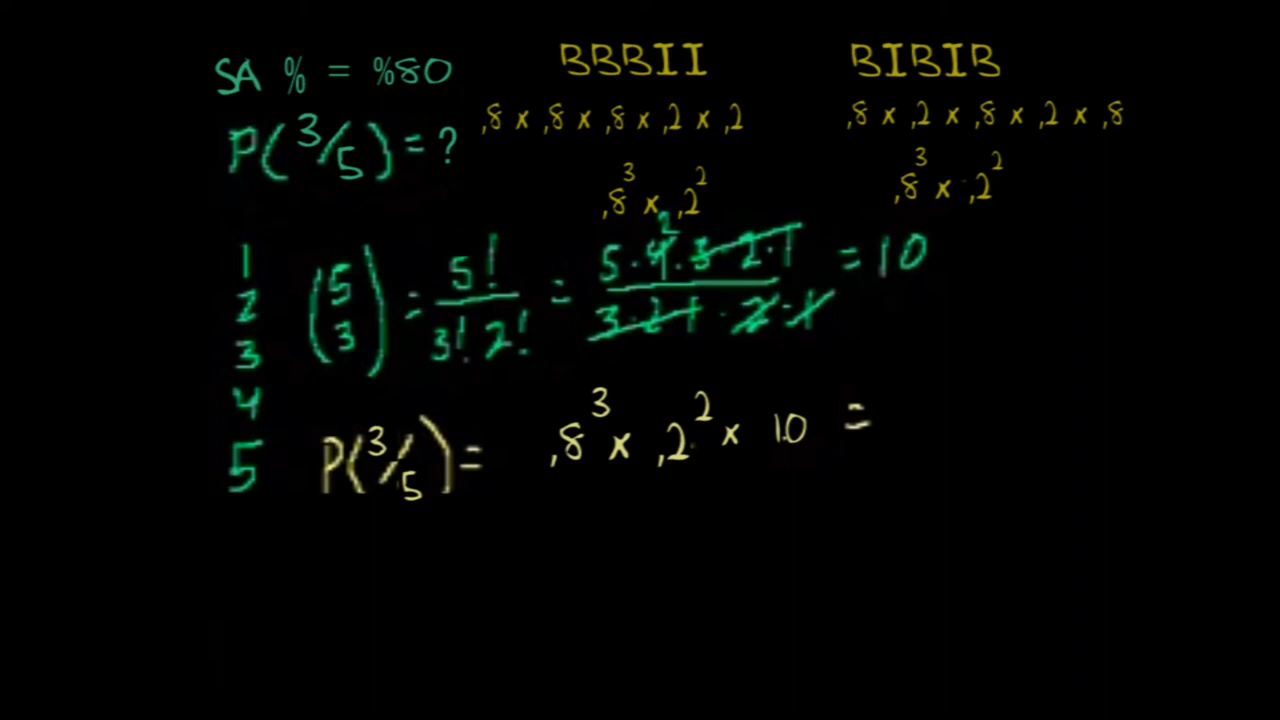 SA % = %80
BBBII
BIBIB
P(3/5) = ?
,8 x ,8 x ,8 x ,2 x ,2
,8 x ,2 x ,8 x ,2 x ,8
,8³ x ,2²
,8³ x ,2²
1
2
3
4
5
(5 3) = 5!/3!2! = 5·4²·3·2·1/3·2·1·2·1 = 10
P(3/5) = ,8³ x ,2² x 10 =